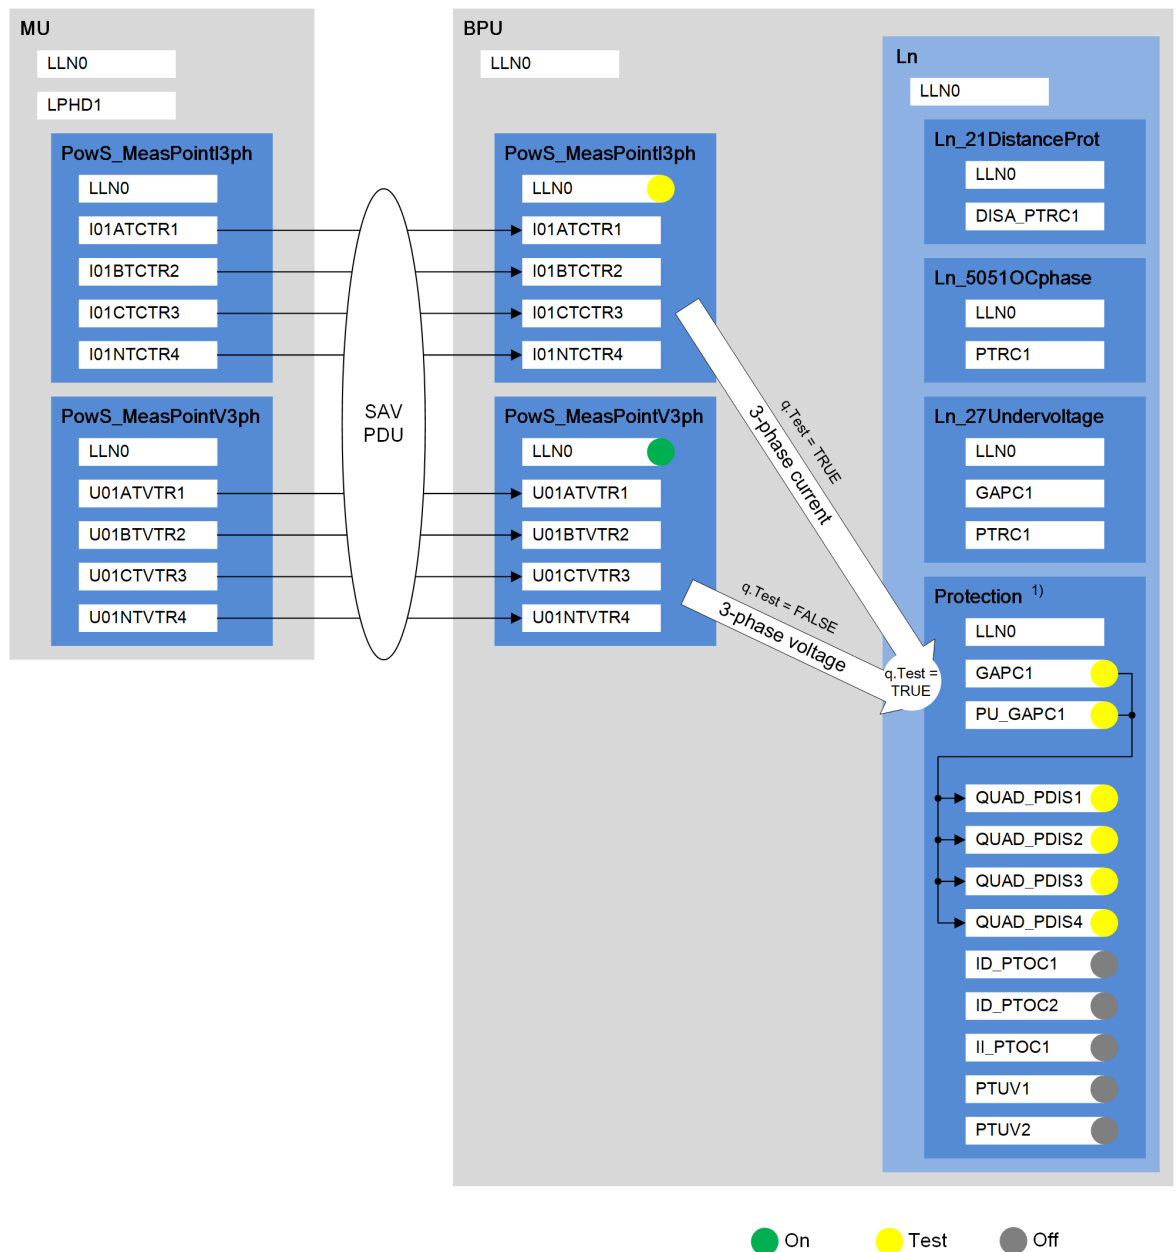 MU
LLN0
LPHD1
PowS_MeasPointI3ph
LLN0
I01ATCTR1
I01BTCTR2
I01CTCTR3
I01NTCTR4
PowS_MeasPointV3ph
LLN0
U01ATVTR1
U01BTVTR2
U01CTVTR3
U01NTVTR4
SAV
PDU
BPU
LLN0
PowS_MeasPointI3ph
LLN0
I01ATCTR1
I01BTCTR2
I01CTCTR3
I01NTCTR4
PowS_MeasPointV3ph
LLN0
U01ATVTR1
U01BTVTR2
U01CTVTR3
U01NTVTR4
q.Test = TRUE
3-phase current
q.Test = FALSE
3-phase voltage
q.Test =
TRUE
Ln
LLN0
Ln_21DistanceProt
LLN0
DISA_PTRC1
Ln_5051OCphase
LLN0
PTRC1
Ln_27Undervoltage
LLN0
GAPC1
PTRC1
Protection 1)
LLN0
GAPC1
PU_GAPC1
QUAD_PDIS1
QUAD_PDIS2
QUAD_PDIS3
QUAD_PDIS4
ID_PTOC1
ID_PTOC2
II_PTOC1
PTUV1
PTUV2
On
Test
Off